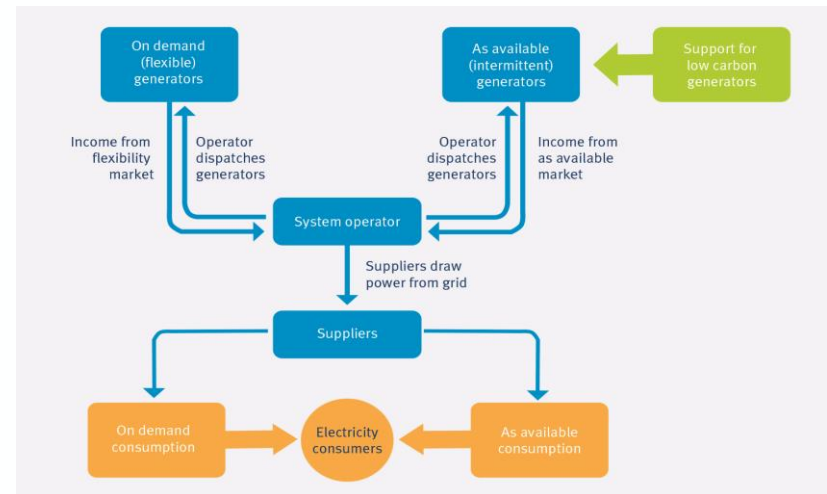 On demand
(flexible)
generators
As available
(intermittent)
generators
Support for
low carbon
generators
Income from
flexibility
market
Operator
dispatches
generators
Operator
dispatches
generators
Income from
as available
market
System operator
Suppliers draw
power from grid
Suppliers
On demand
consumption
Electricity
consumers
As available
consumption